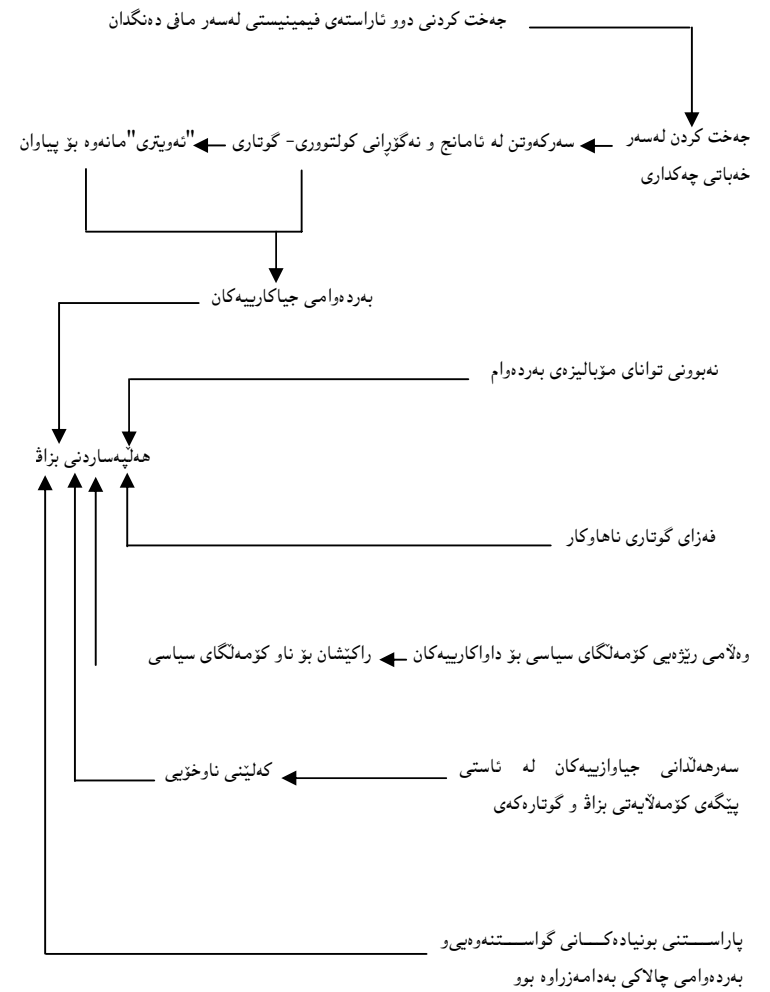 جەخت کردنی دوو ئاراستەی فیمینیستی لەسەر مافی دەنگدان
جەخت کردن لەسەر
خەباتی چەکداری
سەرکەوتن لە ئامانج و نەگۆڕانی کولتووری- گوتاری
"ئەویتری"مانەوە بۆ پیاوان
بەردەوامی جیاکارییەکان
نەبوونی توانای مۆبالیزەی بەردەوام
هەڵپەساردنی بزاڤ
فەزای گوتاری ناهاوکار
وەڵامی رێژەیی کۆمەڵگای سیاسی بۆ داواکارییەکان
راکێشان بۆ ناو کۆمەڵگای سیاسی
سەرهەڵدانی جیاوازییەکان لە ئاستی
پێگەی کۆمەڵایەتی بزاڤ و گوتارەکەی
کەلێنی ناوخۆیی
پاراستنی بونیادەکانی گواستنەوەیی‌و
بەردەوامی چالاکی بەدامەزراوە بوو